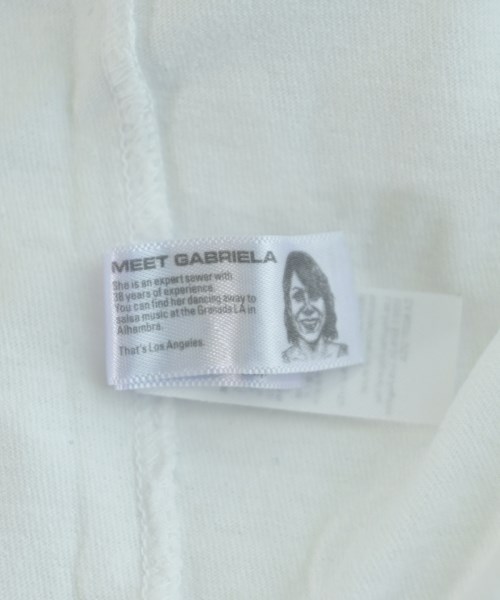 MEET GABRIELA
She is an expert sewer with
38 years of experience.
You can find her dancing away to
salsa music at the Granada LA in
Alhambra.
That's Los Angeles.